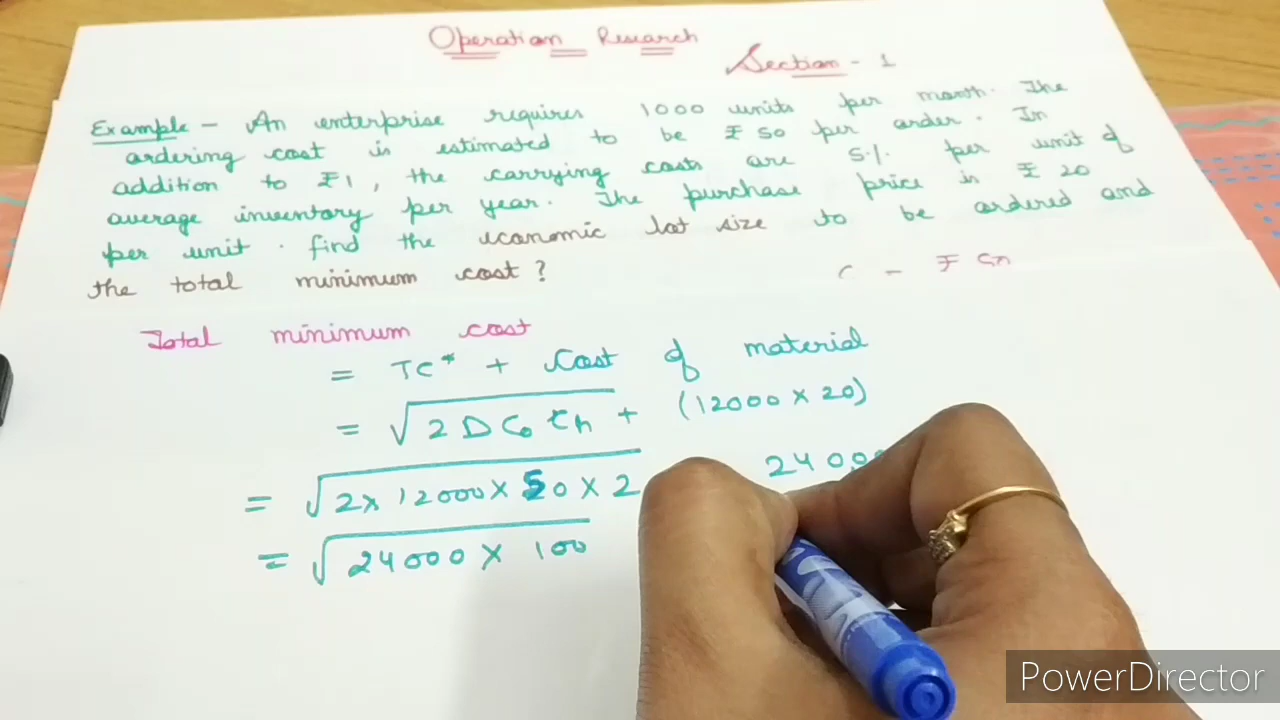 Operation Research
Section - 1
Example - An enterprise requires 1000 units per month. The
ordering cost is estimated to be ₹ 50 per order. In
addition to ₹1, the carrying costs are 5% per unit of
average inventory per year. The purchase price is ₹ 20
per unit. find the economic lot size to be ordered and
the total minimum cost?
Total minimum cost
= TC* + Cost of material
= √2DCoCh + (12000 × 20)
= √2× 12000 × 50 × 2
= √24000 × 100
PowerDirector